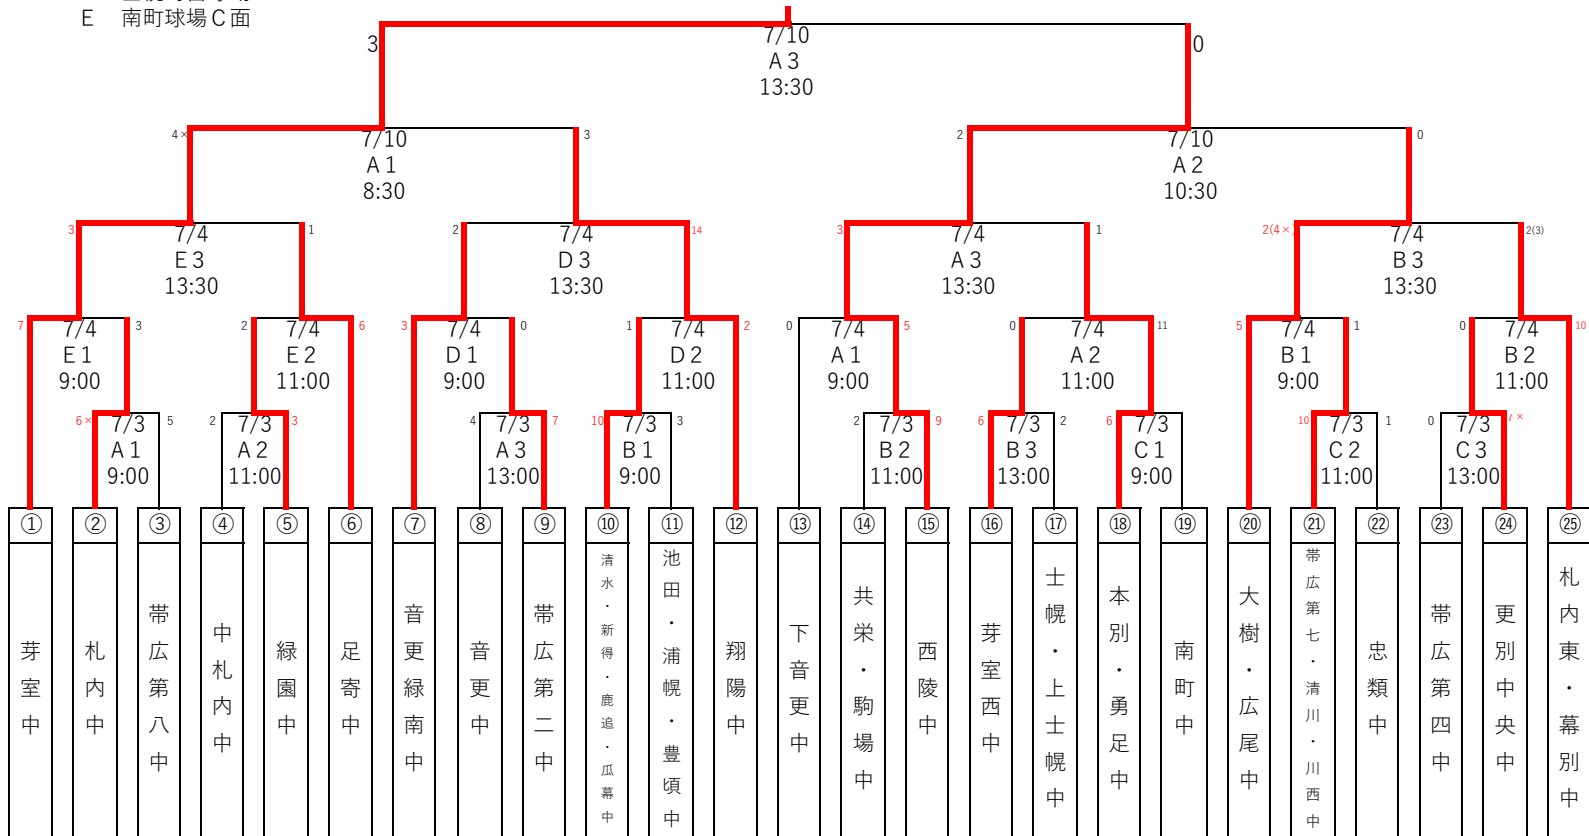 E 南町球場C面
3 0
7/10
A3
13:30
4× 3 2 0
7/10 7/10
A1 A2
8:30 10:30
3 1 2 14 3 1 2(4× 2(3)
7/4 7/4 7/4 7/4
E3 D3 A3 B3
13:30 13:30 13:30 13:30
7 3 2 6 3 0 1 2 0 5 0 11 5 1 0 10
7/4 7/4 7/4 7/4 7/4 7/4 7/4 7/4
E1 E2 D1 D2 A1 A2 B1 B2
9:00 11:00 9:00 11:00 9:00 11:00 9:00 11:00
6× 5 2 3 4 7 10 3 2 9 6 2 6 10 1 0 ×
7/3 7/3 7/3 7/3 7/3 7/3 7/3 7/3 7/3
A1 A2 A3 B1 B2 B3 C1 C2 C3
9:00 11:00 13:00 9:00 11:00 13:00 9:00 11:00 13:00
① ② ③ ④ ⑤ ⑥ ⑦ ⑧ ⑨ ⑩ ⑪ ⑫ ⑬ ⑭ ⑮ ⑯ ⑰ ⑱ ⑲ ⑳ ㉑ ㉒ ㉓ ㉔ ㉕
芽室中
札内中
帯広第八中
中札内中
緑園中
足寄中
音更緑南中
音更中
帯広第二中
清水・新得・鹿追・瓜幕中
池田・浦幌・豊頃中
翔陽中
下音更中
共栄・駒場中
西陵中
芽室西中
士幌・上士幌中
本別・勇足中
南町中
大樹・広尾中
帯広第七・清川・川西中
忠類中
帯広第四中
更別中央中
札内東・幕別中